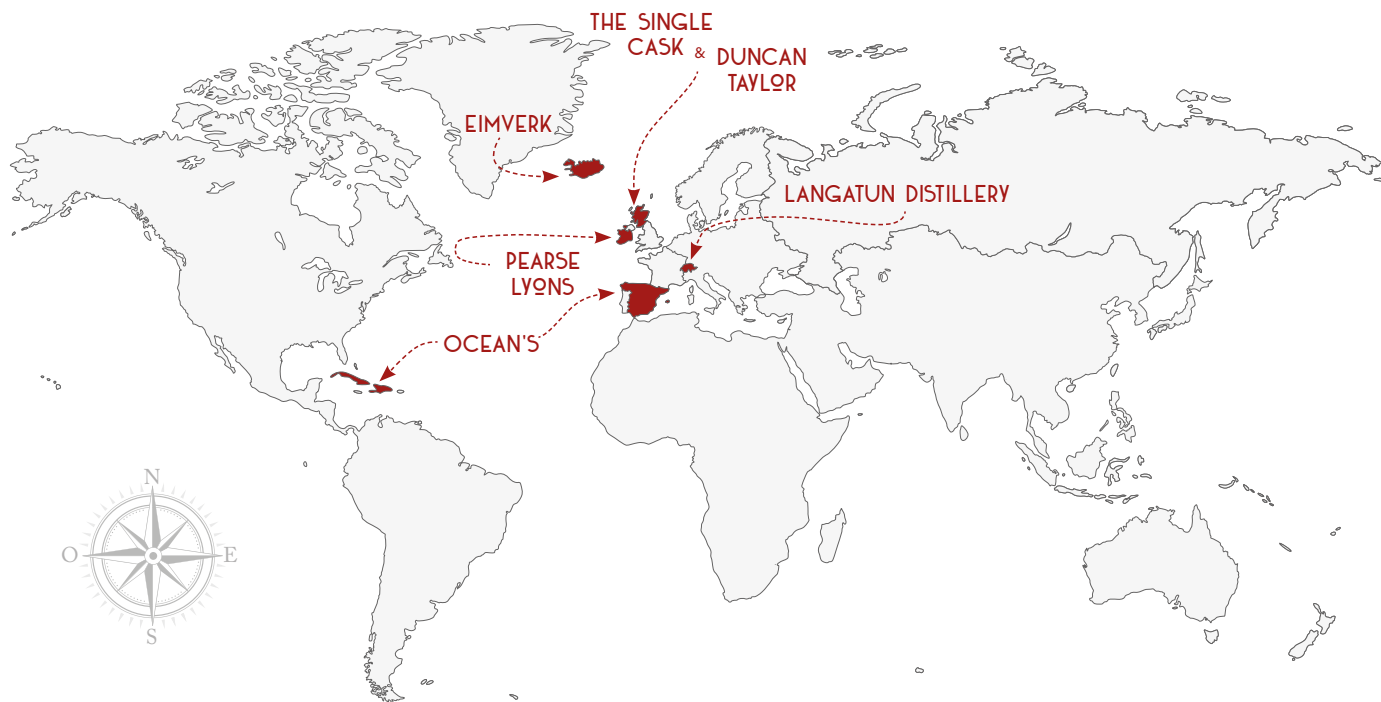 THE SINGLE
CASK & DUNCAN
TAYLOR
EIMVERK
LANGATUN DISTILLERY
PEARSE
LYONS
OCEAN'S
N
O E
S